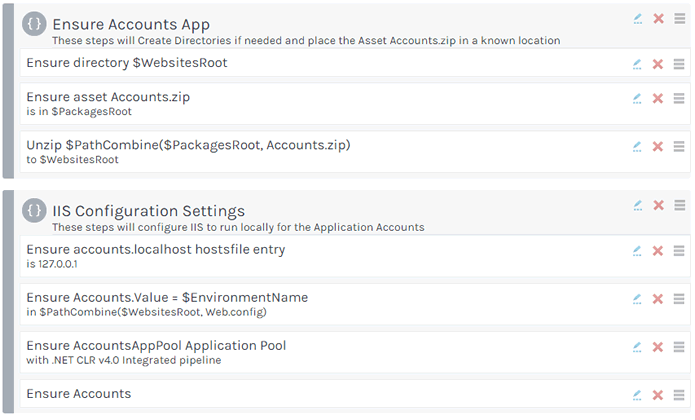 Ensure Accounts App
These steps will Create Directories if needed and place the Asset Accounts.zip in a known location
Ensure directory $WebsitesRoot
Ensure asset Accounts.zip
is in $PackagesRoot
Unzip $PathCombine($PackagesRoot, Accounts.zip)
to $WebsitesRoot
IIS Configuration Settings
These steps will configure IIS to run locally for the Application Accounts
Ensure accounts.localhost hostsfile entry
is 127.0.0.1
Ensure Accounts.Value = $EnvironmentName
in $PathCombine($WebsitesRoot, Web.config)
Ensure AccountsAppPool Application Pool
with .NET CLR v4.0 Integrated pipeline
Ensure Accounts